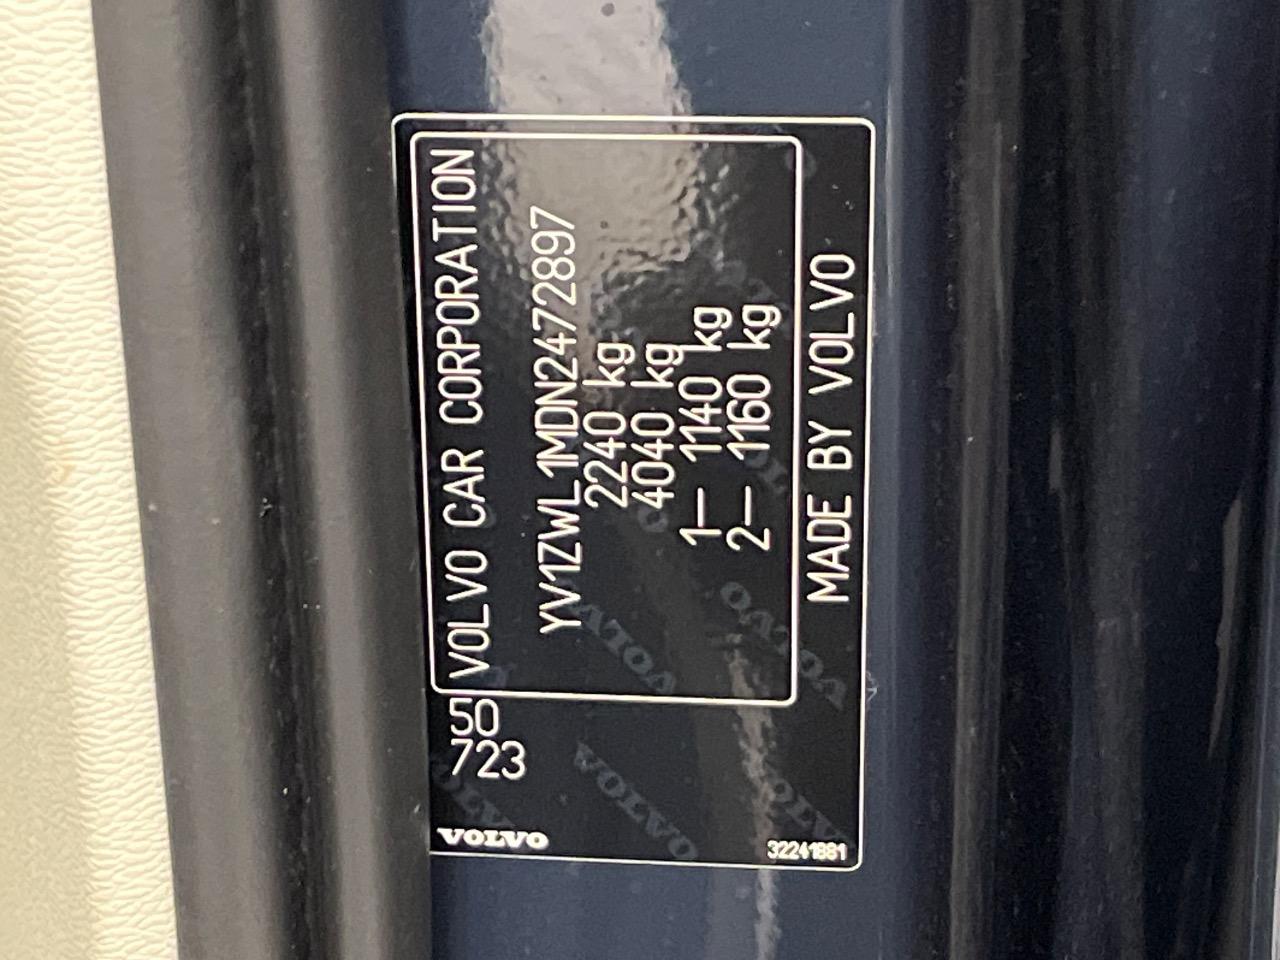 VOLVO CAR CORPORATION
YV1ZWL1MDN2472897
2240 kg
4040 kg
1— 1140 kg
2— 1160 kg
MADE BY VOLVO
50
723
VOLVO
32241881